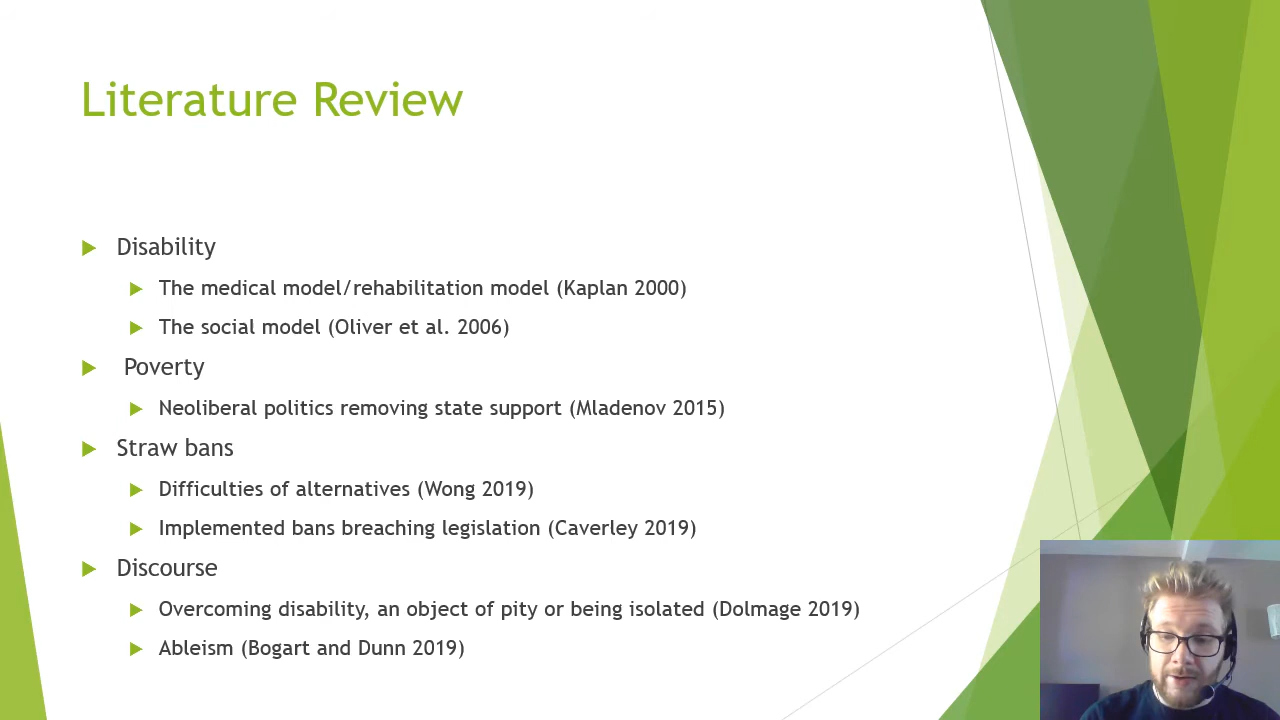 Literature Review
Disability
The medical model/rehabilitation model (Kaplan 2000)
The social model (Oliver et al. 2006)
Poverty
Neoliberal politics removing state support (Mladenov 2015)
Straw bans
Difficulties of alternatives (Wong 2019)
Implemented bans breaching legislation (Caverley 2019)
Discourse
Overcoming disability, an object of pity or being isolated (Dolmage 2019)
Ableism (Bogart and Dunn 2019)